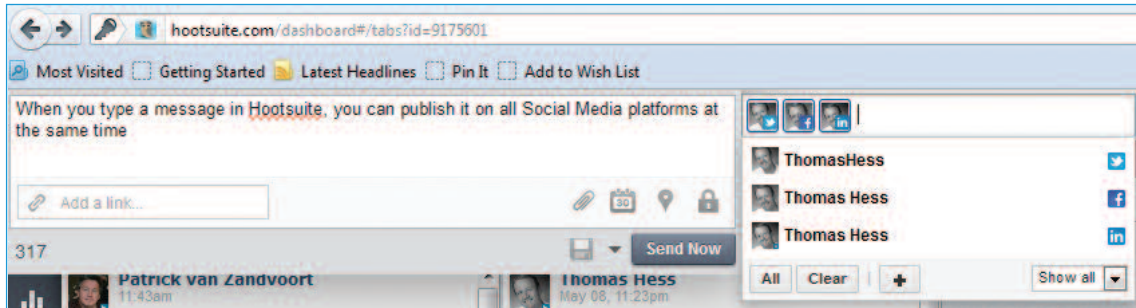 hootsuite.com/dashboard#/tabs?id=9175601
Most Visited Getting Started Latest Headlines Pin It Add to Wish List
When you type a message in Hootsuite, you can publish it on all Social Media platforms at
the same time
Add a link...
30
317
Send Now
ThomasHess
Thomas Hess
Thomas Hess
All Clear Show all
Patrick van Zandvoort
11:43am
Thomas Hess
May 08, 11:23pm